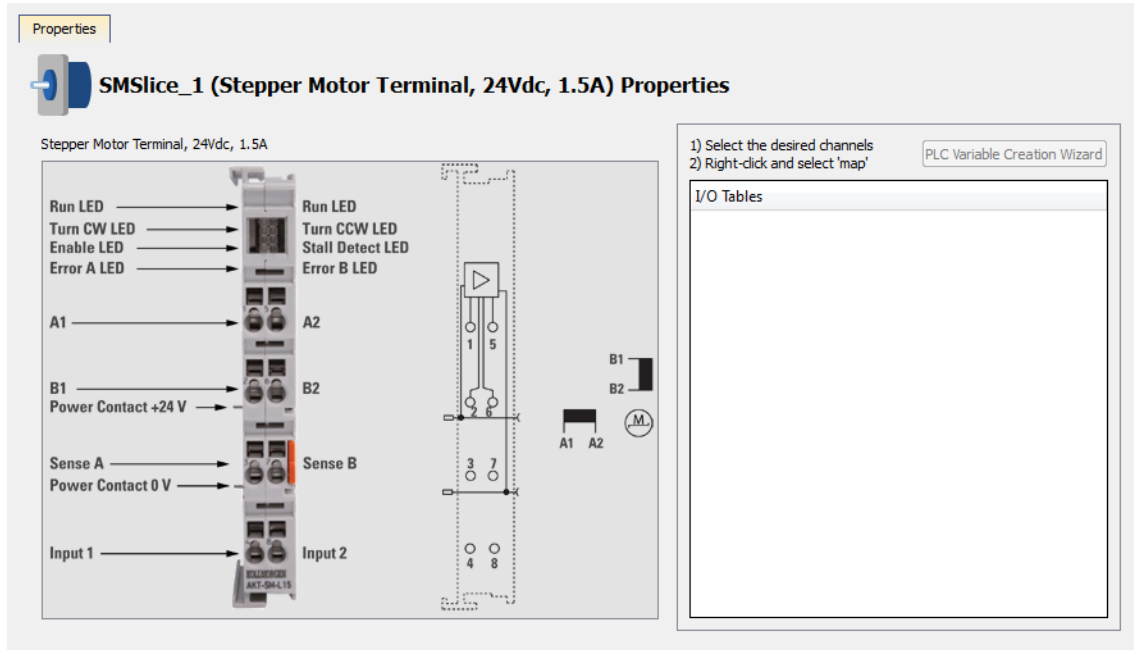 Properties
SMSlice_1 (Stepper Motor Terminal, 24Vdc, 1.5A) Properties
Stepper Motor Terminal, 24Vdc, 1.5A
1) Select the desired channels
2) Right-click and select 'map'
PLC Variable Creation Wizard
I/O Tables
Run LED
Run LED
Turn CW LED
Turn CCW LED
Enable LED
Stall Detect LED
Error A LED
Error B LED
A1
A2
B1
B2
Power Contact +24 V
Sense A
Sense B
Power Contact 0 V
Input 1
Input 2
KOLLMORGEN
AKT-SM-L15
1 5
2 6
3 7
4 8
B1
B2
M
A1 A2